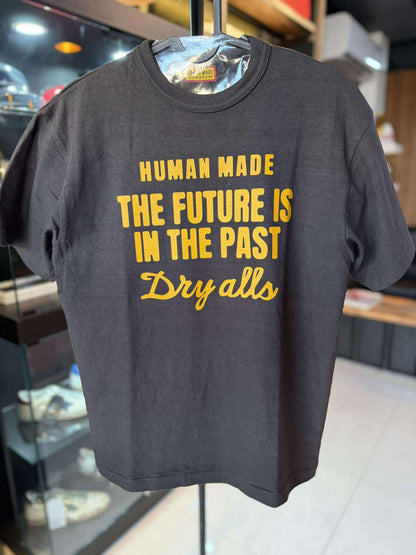 HUMAN MADE
THE FUTURE IS
IN THE PAST
Dry alls